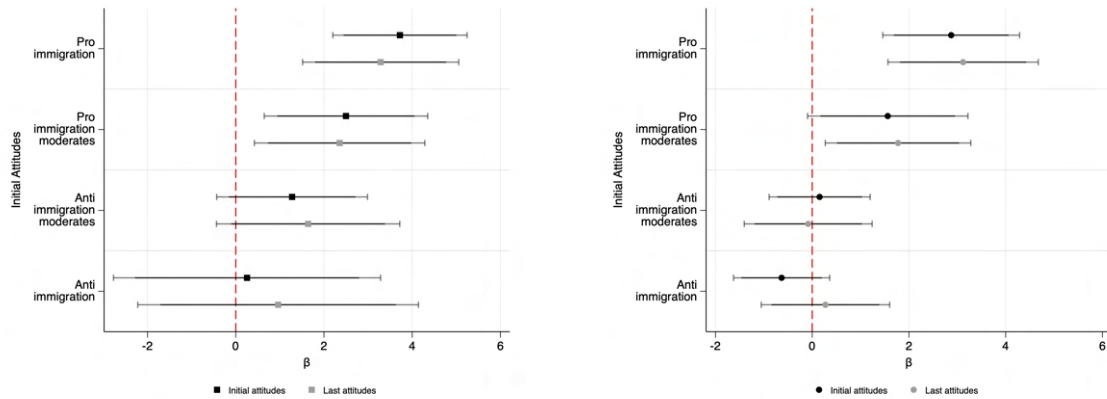 Initial Attitudes
Pro
immigration
Pro
immigration
moderates
Anti
immigration
moderates
Anti
immigration
-2 0 2 4 6
β
Initial attitudes Last attitudes
Initial Attitudes
Pro
immigration
Pro
immigration
moderates
Anti
immigration
moderates
Anti
immigration
-2 0 2 4 6
β
Initial attitudes Last attitudes